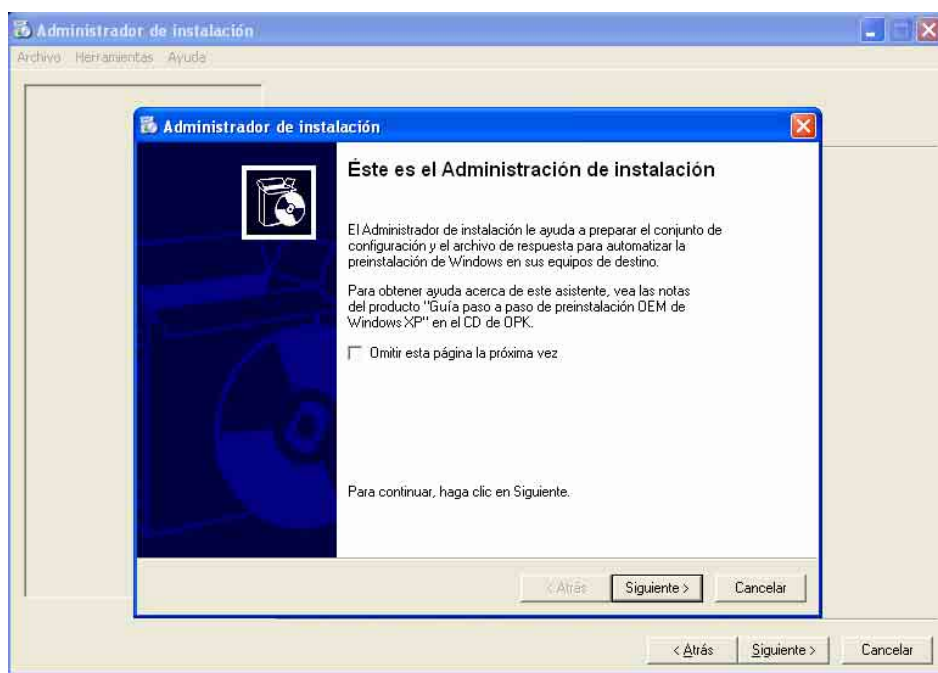 Administrador de instalación
Archivo Herramientas Ayuda
Administrador de instalación
Éste es el Administración de instalación
El Administrador de instalación le ayuda a preparar el conjunto de
configuración y el archivo de respuesta para automatizar la
preinstalación de Windows en sus equipos de destino.
Para obtener ayuda acerca de este asistente, vea las notas
del producto "Guía paso a paso de preinstalación OEM de
Windows XP" en el CD de OPK.
Omitir esta página la próxima vez
Para continuar, haga clic en Siguiente.
< Atrás Siguiente > Cancelar
< Atrás Siguiente > Cancelar